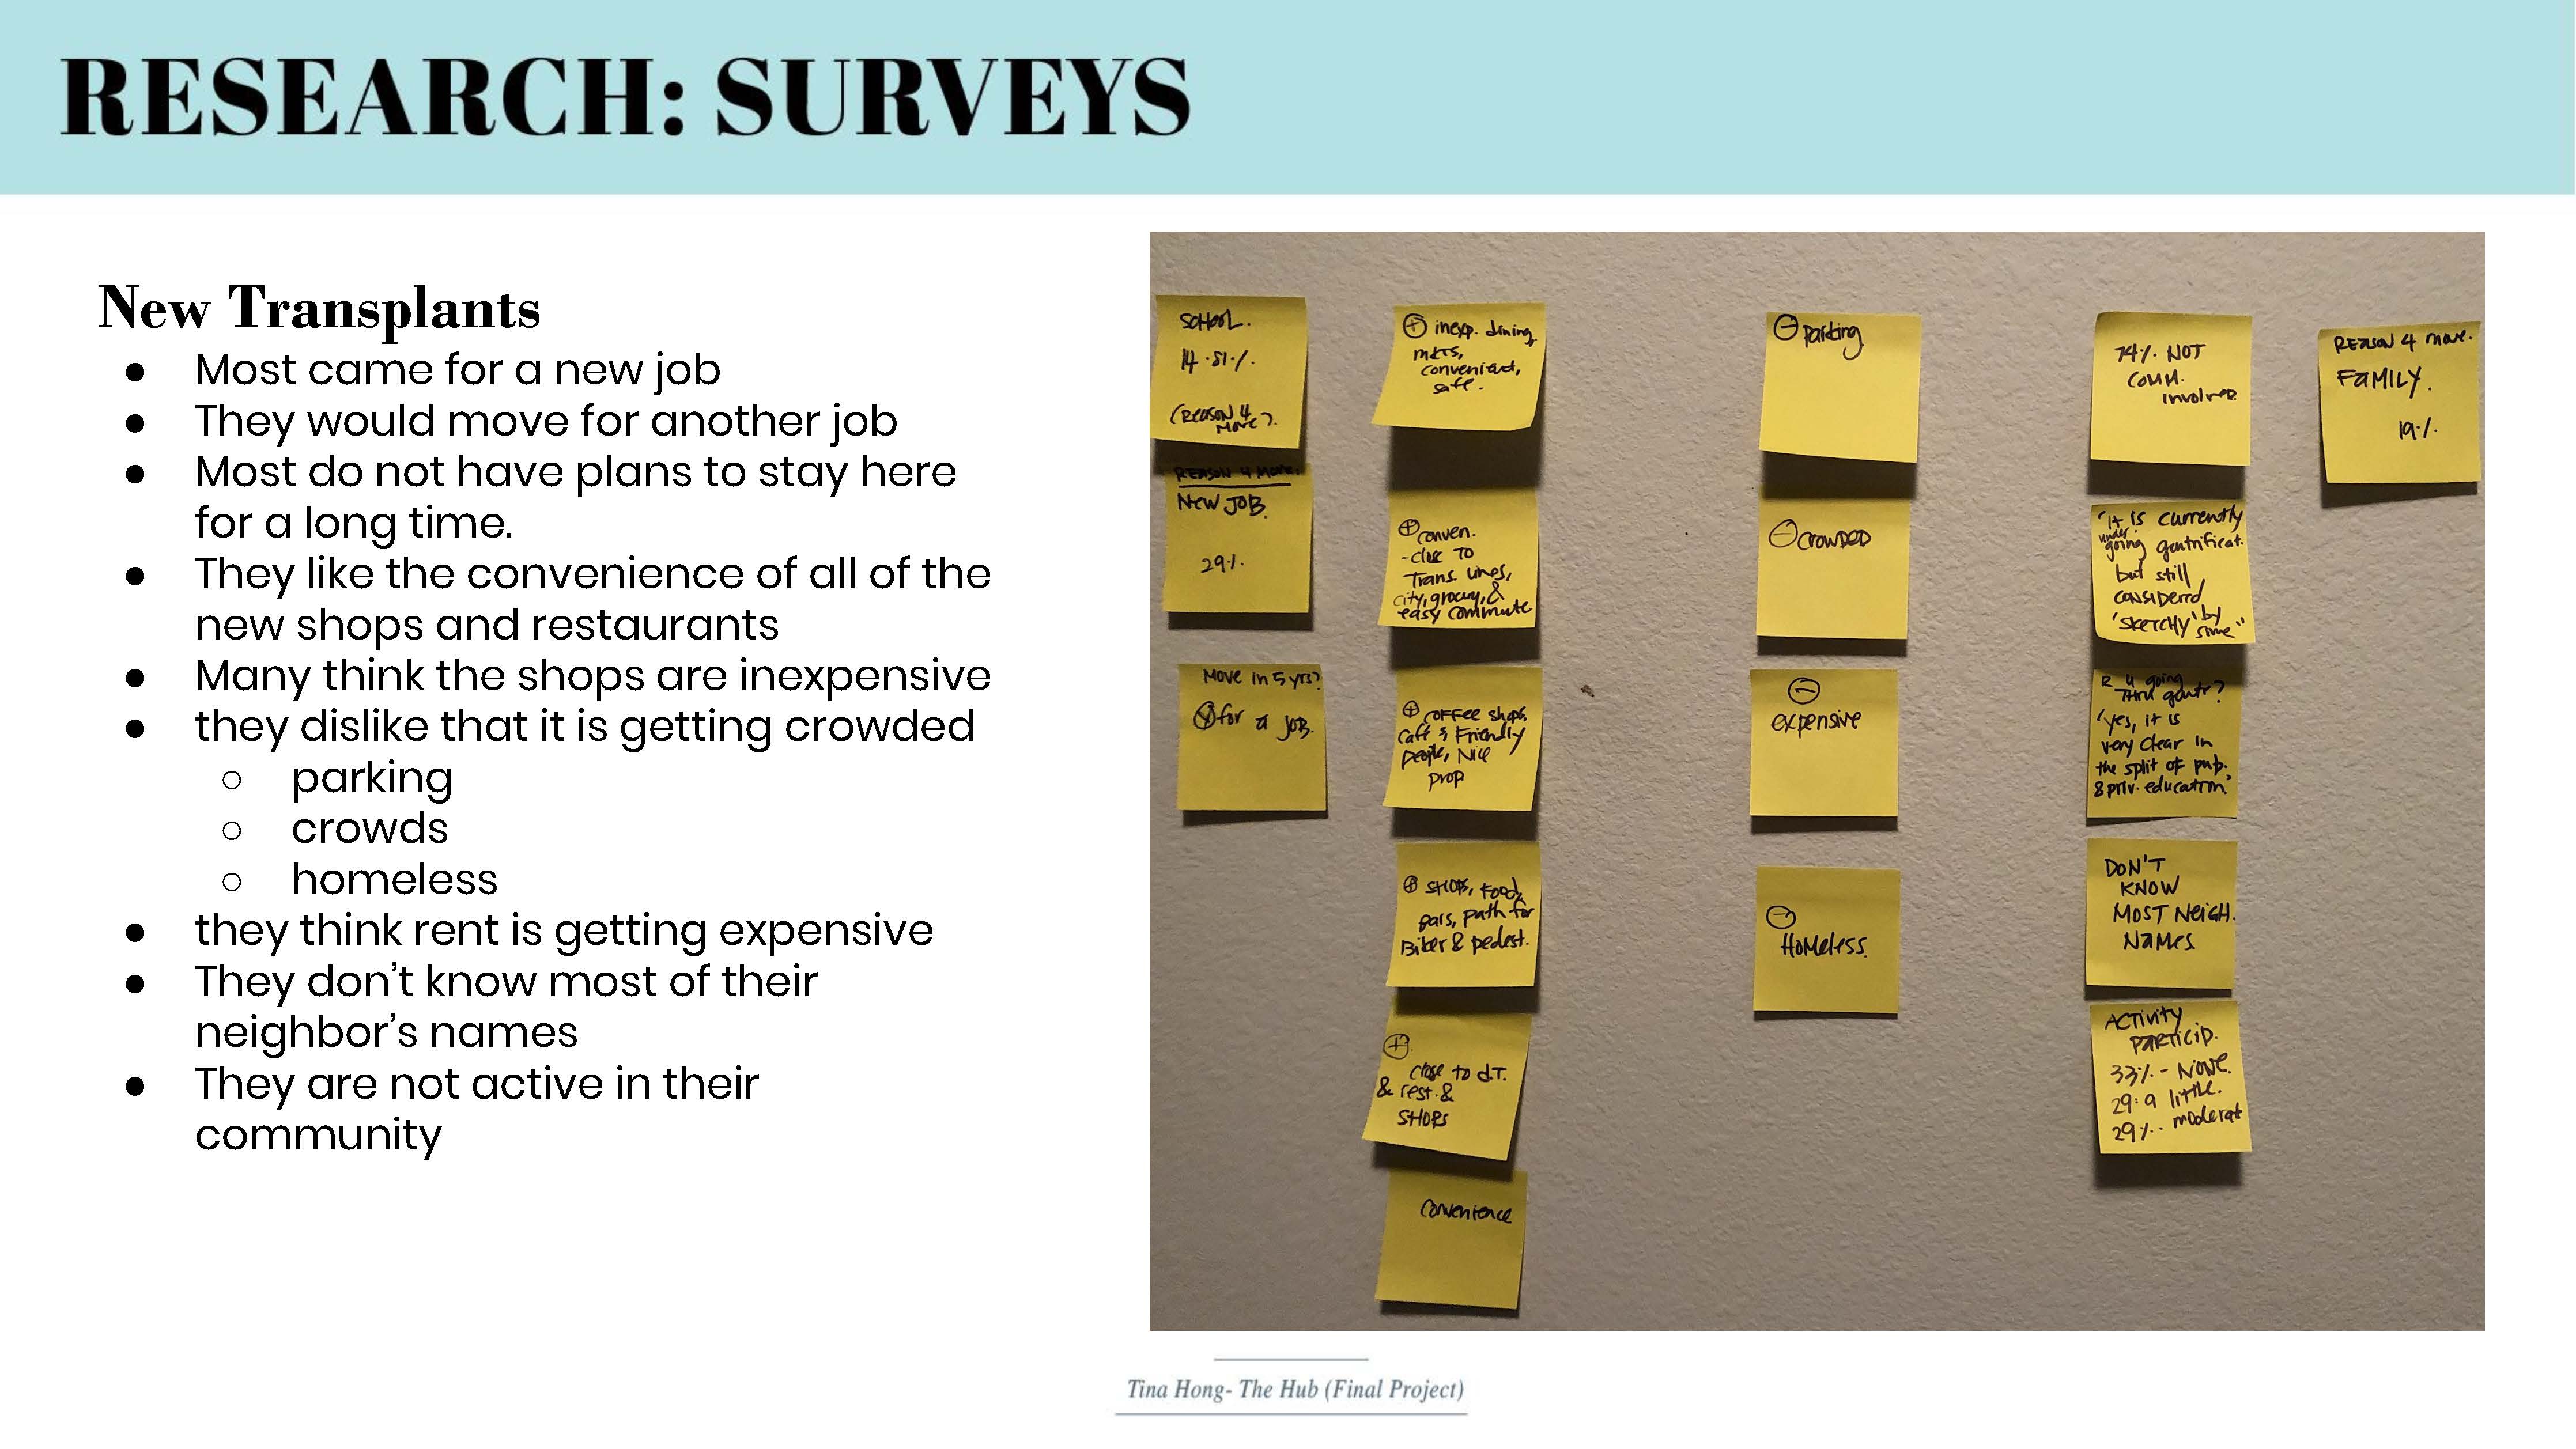 RESEARCH: SURVEYS
New Transplants
● Most came for a new job
● They would move for another job
● Most do not have plans to stay here
for a long time.
● They like the convenience of all of the
new shops and restaurants
● Many think the shops are inexpensive
● they dislike that it is getting crowded
○ parking
○ crowds
○ homeless
● they think rent is getting expensive
● They don’t know most of their
neighbor’s names
● They are not active in their
community
SCHOOL.
14.81%
(REASON 4
MOVE).
REASON 4 MOVE:
NEW JOB
29%.
MOVE in 5 yrs?
for a JOB.
⊕ inexp. dining,
mkts,
convenient,
safe.
⊕ conven.
- close TO
Trans. lines,
city, grocery, &
easy commute
⊕ COFFEE shops,
Cafe & Friendly
People, Nice
prop
⊕ SHOPS, Food,
bars, path for
Biker & pedest.
⊕
close to d.T.
& rest. &
SHOPS
Convenience
⊖ Parking
⊖ CROWDED
⊖
expensive
⊖
HOMeless.
74% NOT
COMM.
involved
"it is currently
under
going gentrificat.
but still
CONSIDERED
'SKETCHY' by
some"
R U going
THRU gentr?
"yes, it is
very clear in
the split of pub.
& priv. education"
DON'T
KNOW
MOST NEIGH.
NAMES
ACTIVITY
PARTICIP.
33% - NONE.
29: a little.
29%.. moderat
REASON 4 MOVE.
FAMILY.
19%.
Tina Hong- The Hub (Final Project)